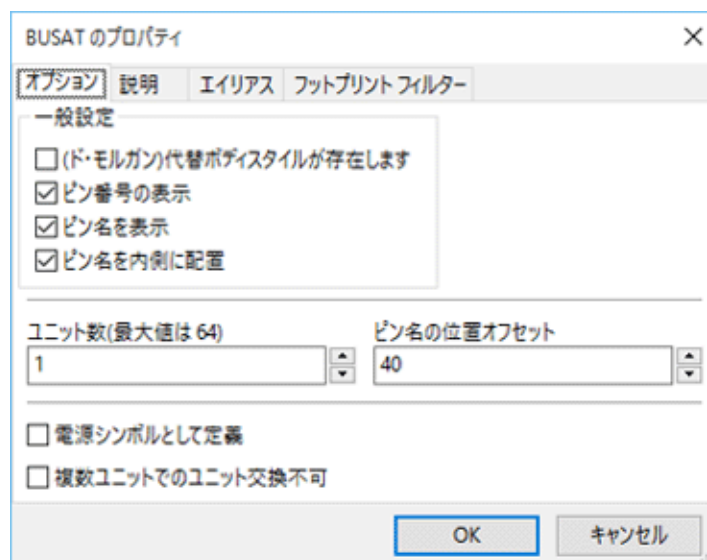 BUSAT のプロパティ
オプション 説明 エイリアス フットプリント フィルター
一般設定
(ド・モルガン)代替ボディスタイルが存在します
ピン番号の表示
ピン名を表示
ピン名を内側に配置
ユニット数(最大値は 64) ピン名の位置オフセット
1 40
電源シンボルとして定義
複数ユニットでのユニット交換不可
OK キャンセル